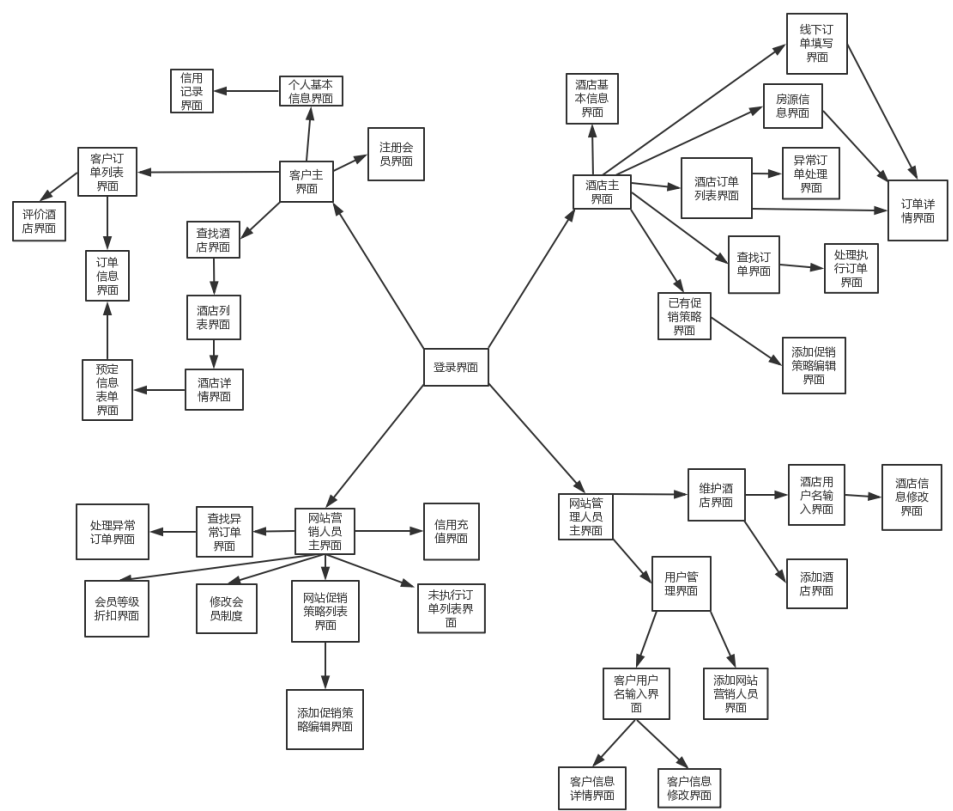 线下订
单填写
界面
信用
记录
界面
个人基本
信息界面
酒店基
本信息
界面
房源信
息界面
注册会
员界面
客户订
单列表
界面
客户主
界面
酒店主
界面
酒店订单
列表界面
异常订
单处理
界面
订单详
情界面
评价酒
店界面
查找酒
店界面
订单
信息
界面
查找订
单界面
处理执
行订单
界面
酒店列
表界面
已有促
销策略
界面
登录界面
添加促销
策略编辑
界面
预定
信息
表单
界面
酒店详
情界面
维护酒
店界面
酒店用
户名输
入界面
酒店信
息修改
界面
网站管
理人员
主界面
处理异常
订单界面
查找异
常订单
界面
网站营
销人员
主界面
信用充
值界面
用户管
理界面
添加酒
店界面
会员等级
折扣界面
修改会
员制度
网站促销
策略列表
界面
未执行订
单列表界
面
客户用户
名输入界
面
添加网站
营销人员
界面
添加促销策
略编辑界面
客户信息
详情界面
客户信息
修改界面